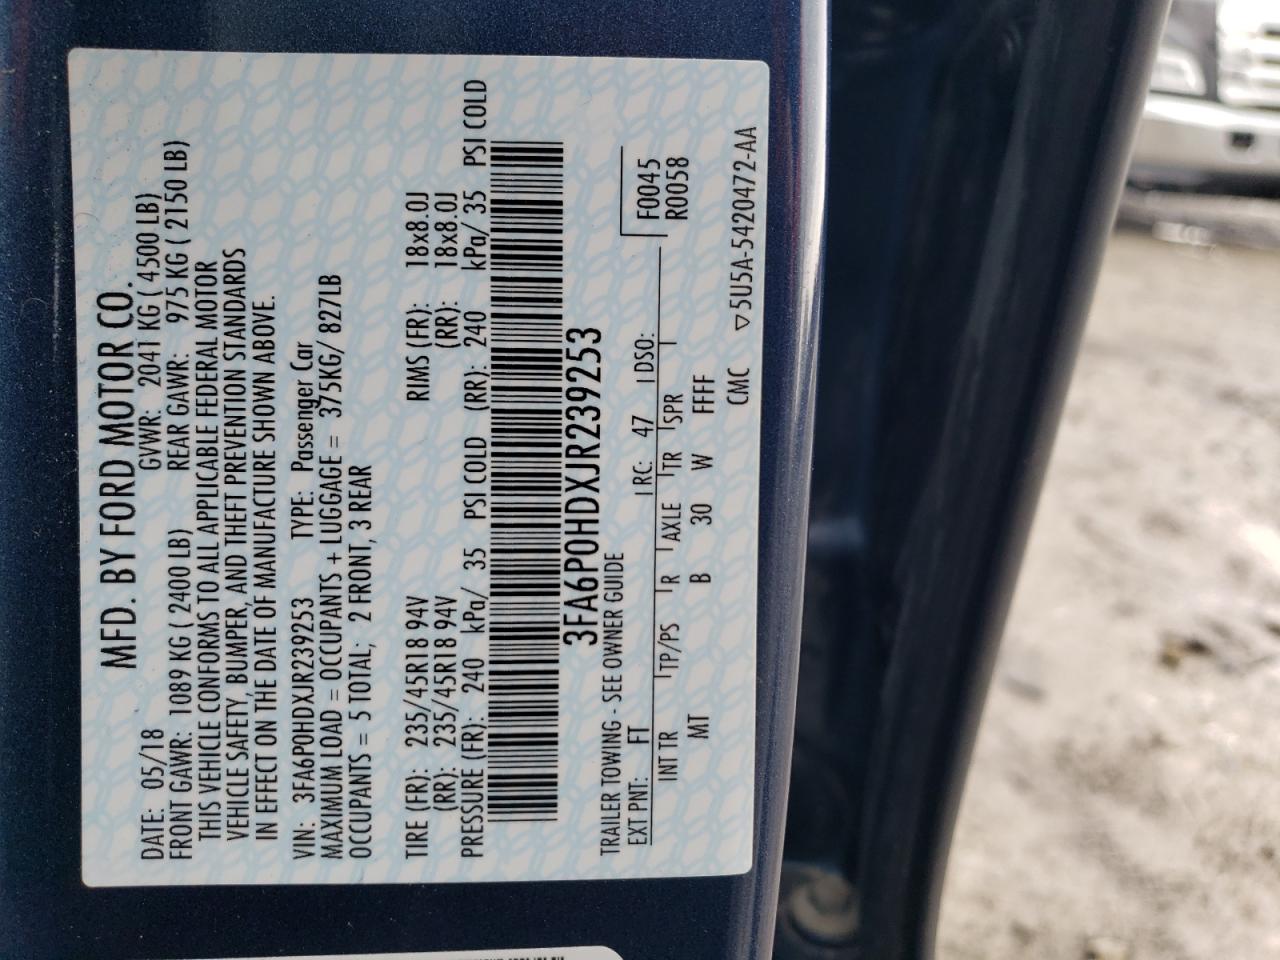 MFD. BY FORD MOTOR CO.
DATE: 05/18 GVWR: 2041 KG ( 4500 LB)
FRONT GAWR: 1089 KG ( 2400 LB) REAR GAWR: 975 KG ( 2150 LB)
THIS VEHICLE CONFORMS TO ALL APPLICABLE FEDERAL MOTOR
VEHICLE SAFETY, BUMPER, AND THEFT PREVENTION STANDARDS
IN EFFECT ON THE DATE OF MANUFACTURE SHOWN ABOVE.
VIN: 3FA6P0HDXJR239253 TYPE: Passenger Car
MAXIMUM LOAD = OCCUPANTS + LUGGAGE = 375KG/ 827LB
OCCUPANTS = 5 TOTAL; 2 FRONT, 3 REAR
TIRE (FR): 235/45R18 94V RIMS (FR): 18x8.0J
(RR): 235/45R18 94V (RR): 18x8.0J
PRESSURE (FR): 240 kPa/ 35 PSI COLD (RR): 240 kPa/ 35 PSI COLD
3FA6P0HDXJR239253
TRAILER TOWING - SEE OWNER GUIDE
EXT PNT: FT RC: 47 DSO: F0045
R0058
INT TR TP/PS R AXLE TR SPR
MT B 30 W FFFF
CMC ▽5U5A-5420472-AA